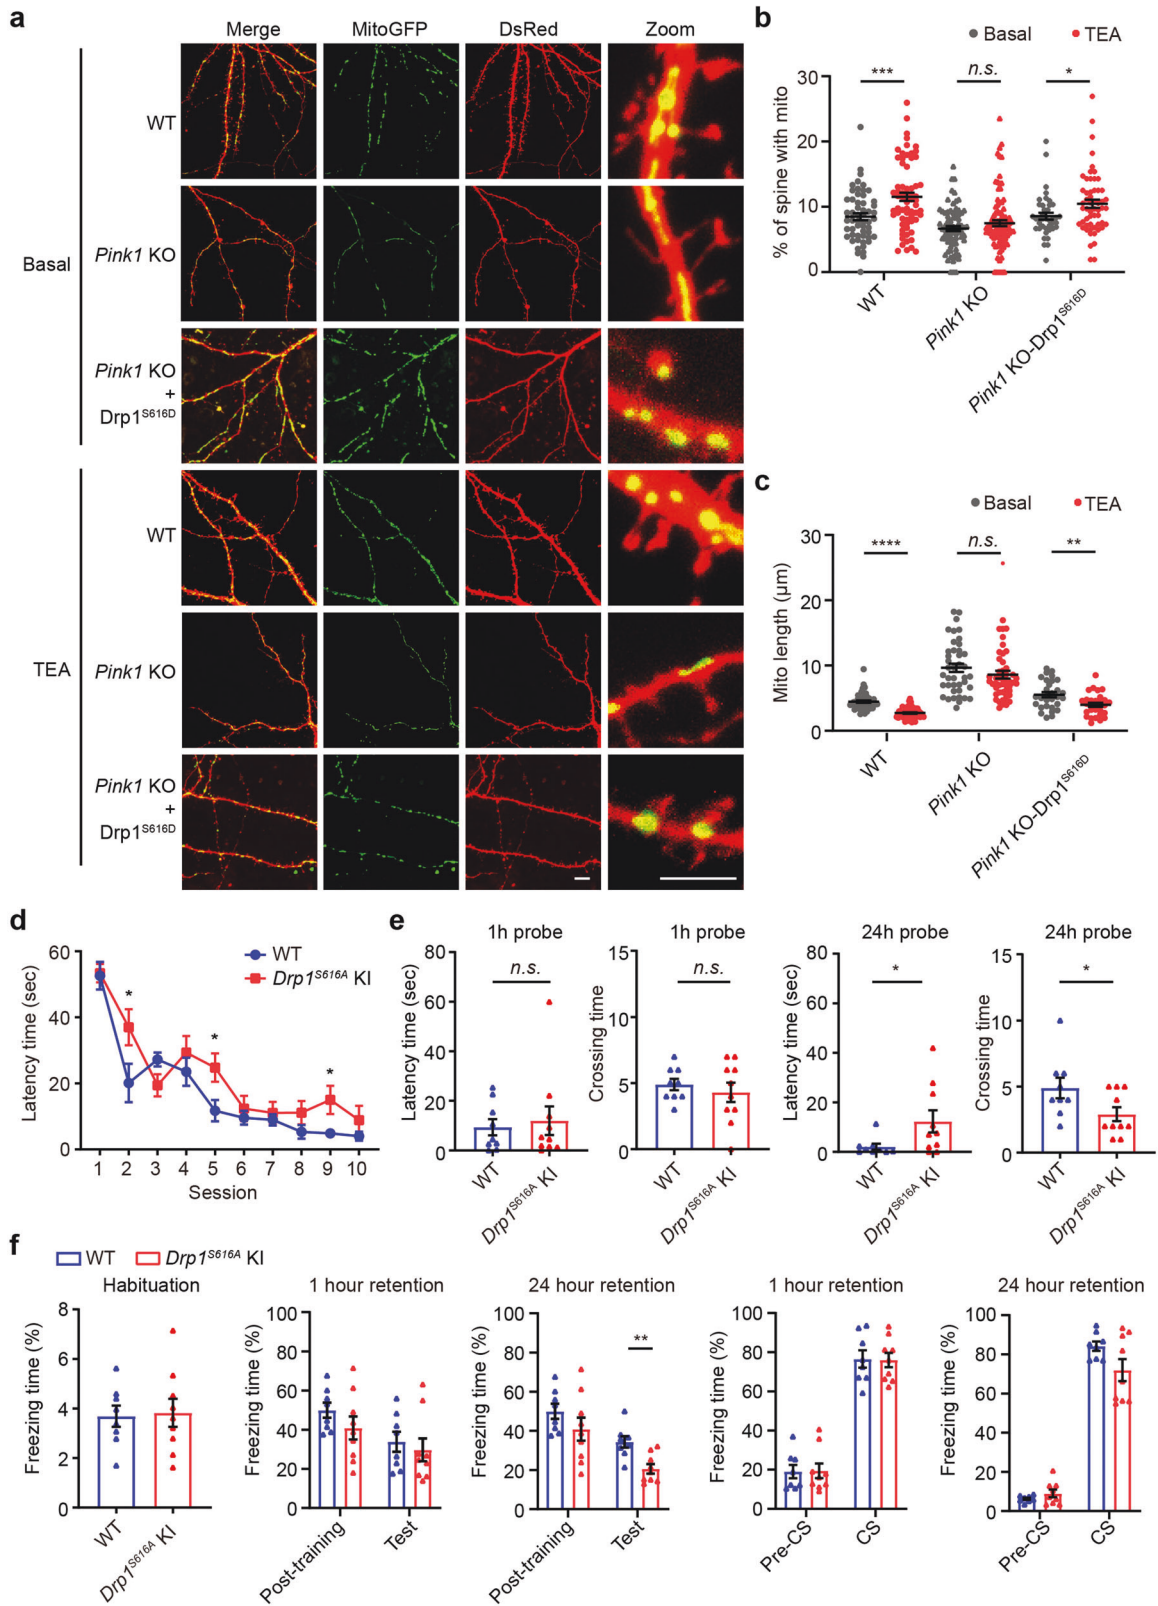 a
Merge MitoGFP DsRed Zoom
Basal
WT
Pink1 KO
Pink1 KO
+
Drp1S616D
TEA
WT
Pink1 KO
Pink1 KO
+
Drp1S616D
b
Basal TEA
% of spine with mito
*** n.s. *
30
20
10
0
WT Pink1 KO Pink1 KO-Drp1S616D
c
Basal TEA
Mito length (µm)
**** n.s. **
30
20
10
0
WT Pink1 KO Pink1 KO-Drp1S616D
d
WT
Drp1S616A KI
Latency time (sec)
60
40
20
0
* * *
1 2 3 4 5 6 7 8 9 10
Session
e
1h probe
Latency time (sec)
n.s.
80
60
40
20
0
WT Drp1S616A KI
1h probe
Crossing time
n.s.
15
10
5
0
WT Drp1S616A KI
24h probe
Latency time (sec)
*
80
60
40
20
0
WT Drp1S616A KI
24h probe
Crossing time
*
15
10
5
0
WT Drp1S616A KI
f
WT Drp1S616A KI
Habituation
Freezing time (%)
8
6
4
2
0
WT Drp1S616A KI
1 hour retention
Freezing time (%)
100
80
60
40
20
0
Post-training Test
24 hour retention
Freezing time (%)
**
100
80
60
40
20
0
Post-training Test
1 hour retention
Freezing time (%)
100
80
60
40
20
0
Pre-CS CS
24 hour retention
Freezing time (%)
100
80
60
40
20
0
Pre-CS CS